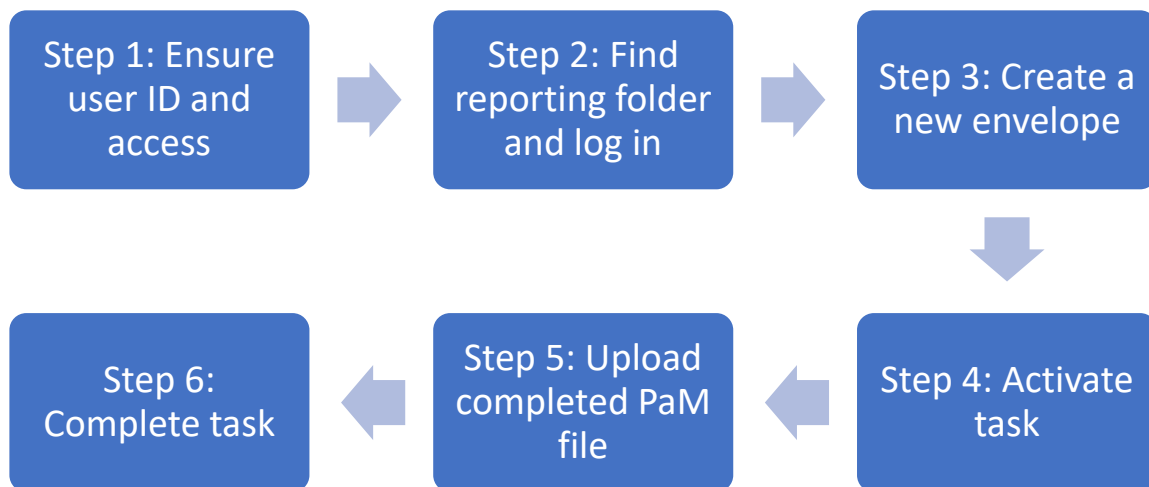 Step 1: Ensure
user ID and
access
Step 2: Find
reporting folder
and log in
Step 3: Create a
new envelope
Step 4: Activate
task
Step 5: Upload
completed PaM
file
Step 6:
Complete task